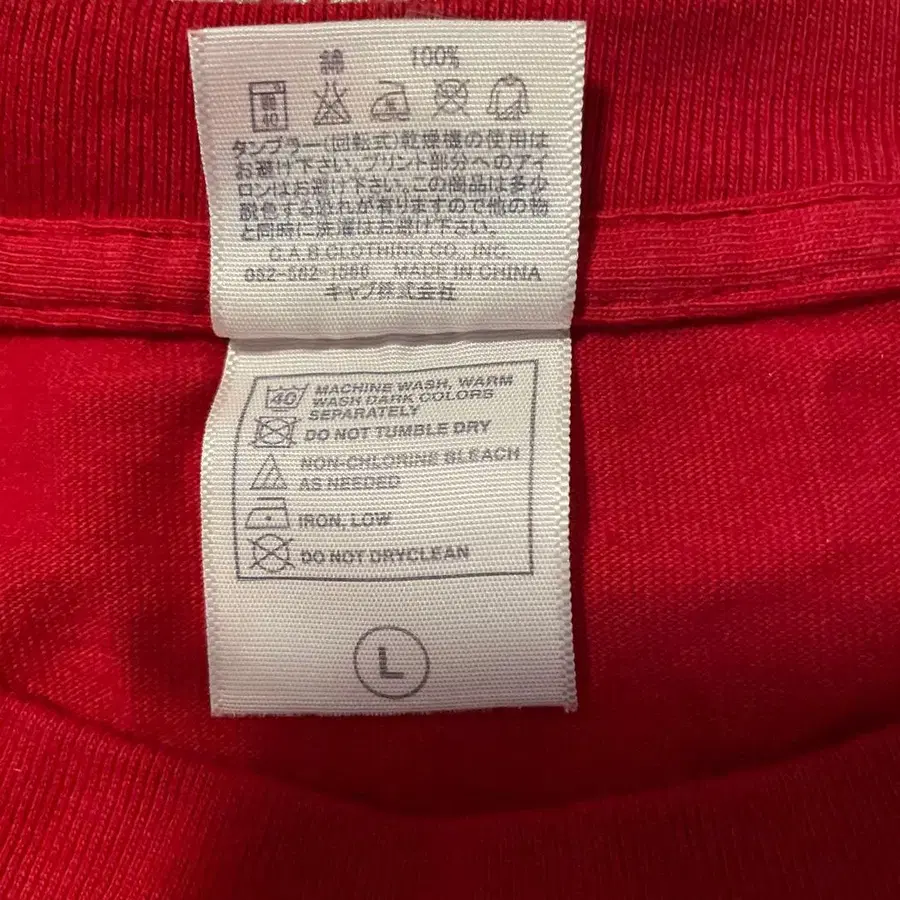 綿 100%
40
タンブラー(回転式)乾燥機の使用は
お避け下さい。プリント部分へのアイ
ロンはお避け下さい。この商品は多少
脱色する恐れが有りますので他の物
と同時に洗濯はお避け下さい。
C.A.B CLOTHING CO., INC.
MADE IN CHINA
キャブ株式会社
40 MACHINE WASH, WARM
WASH DARK COLORS
SEPARATELY
DO NOT TUMBLE DRY
NON-CHLORINE BLEACH
AS NEEDED
IRON, LOW
DO NOT DRYCLEAN
L